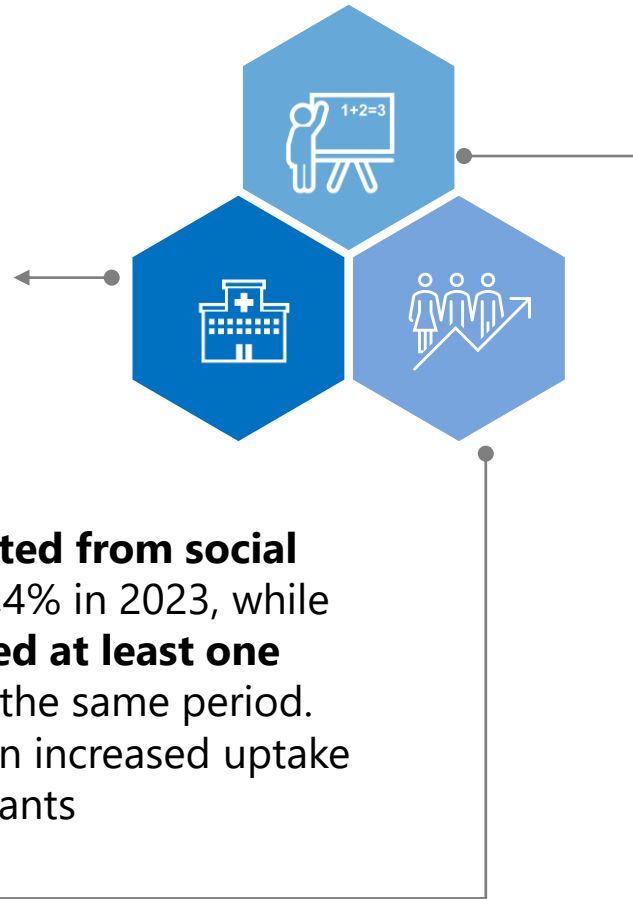 1+2=3
ted from social
4% in 2023, while
ed at least one
the same period.
n increased uptake
ants